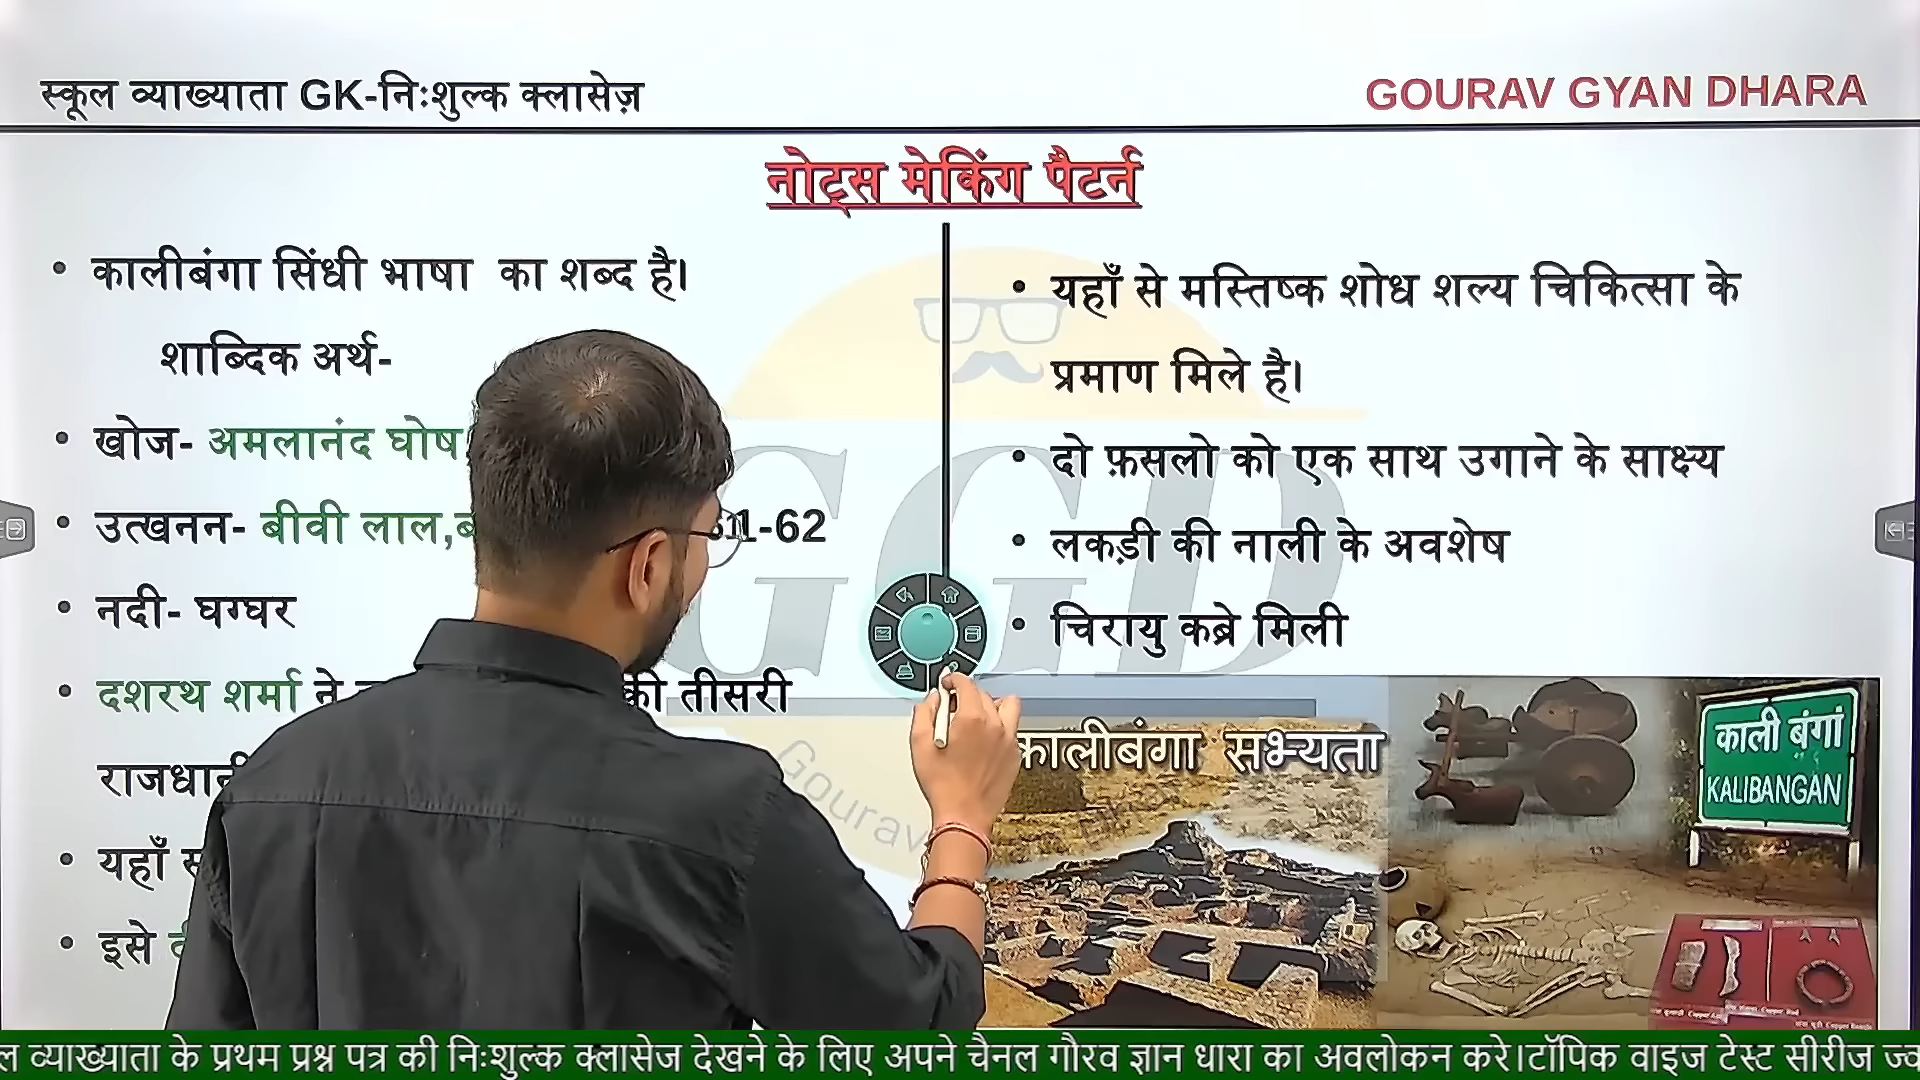 स्कूल व्याख्याता GK-निःशुल्क क्लासेज़
GOURAV GYAN DHARA
नोट्स मेकिंग पैटर्न
• कालीबंगा सिंधी भाषा का शब्द है।
शाब्दिक अर्थ-
• खोज- अमलानंद घोष
• उत्खनन- बीवी लाल, 61-62
• नदी- घग्घर
• दशरथ शर्मा ने की तीसरी
• यहाँ
• इसे
• यहाँ से मस्तिष्क शोध शल्य चिकित्सा के
प्रमाण मिले है।
• दो फ़सलो को एक साथ उगाने के साक्ष्य
• लकड़ी की नाली के अवशेष
• चिरायु कब्रे मिली
GGD
Gourav
कालीबंगा सभ्यता
काली बंगां
KALIBANGAN
व्याख्याता के प्रथम प्रश्न पत्र की निःशुल्क क्लासेज देखने के लिए अपने चैनल गौरव ज्ञान धारा का अवलोकन करे।टॉपिक वाइज टेस्ट सीरीज